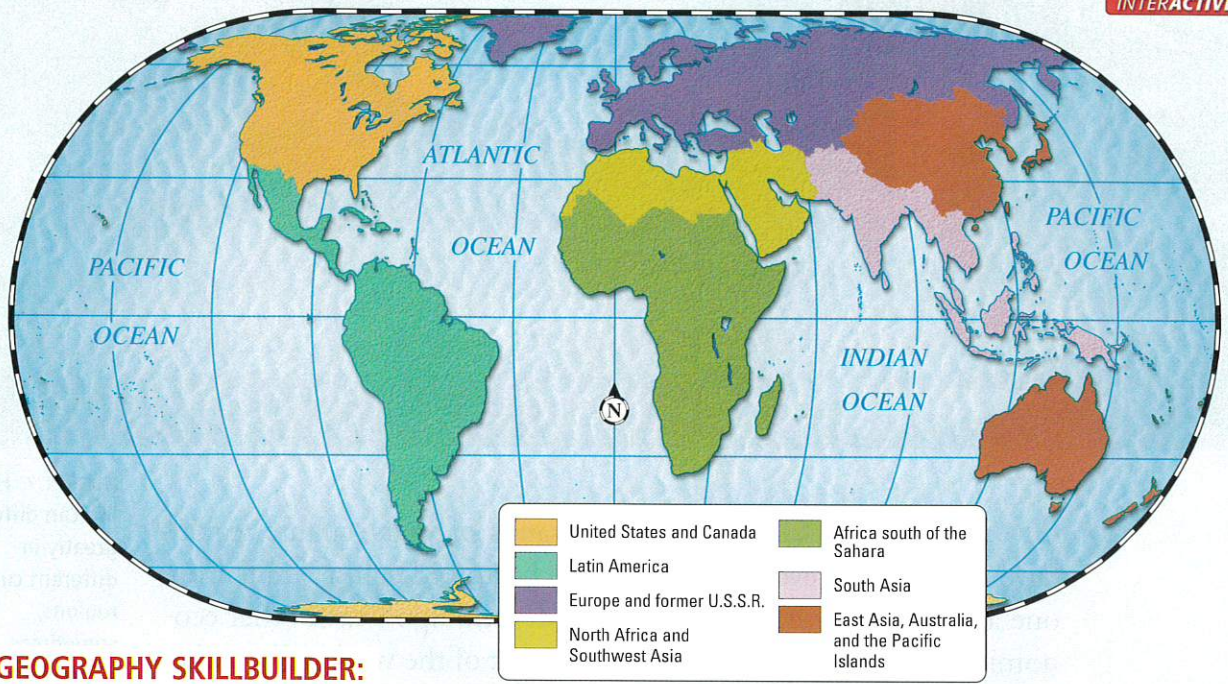 INTERACTIVE
ATLANTIC
OCEAN
PACIFIC
OCEAN
PACIFIC
OCEAN
INDIAN
OCEAN
N
United States and Canada
Latin America
Europe and former U.S.S.R.
North Africa and
Southwest Asia
Africa south of the
Sahara
South Asia
East Asia, Australia,
and the Pacific
Islands
GEOGRAPHY SKILLBUILDER: